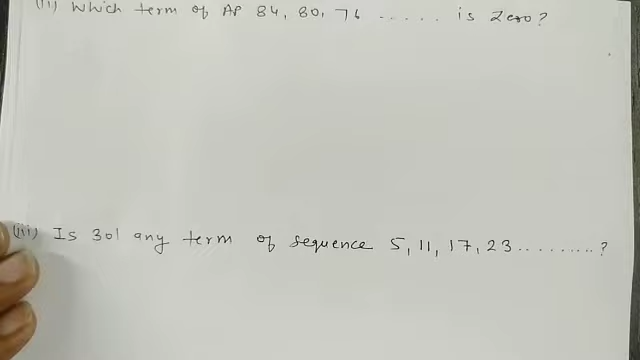 (ii) Which term of AP 84, 80, 76 ..... is Zero?
(iii) Is 301 any term of sequence 5, 11, 17, 23.........?